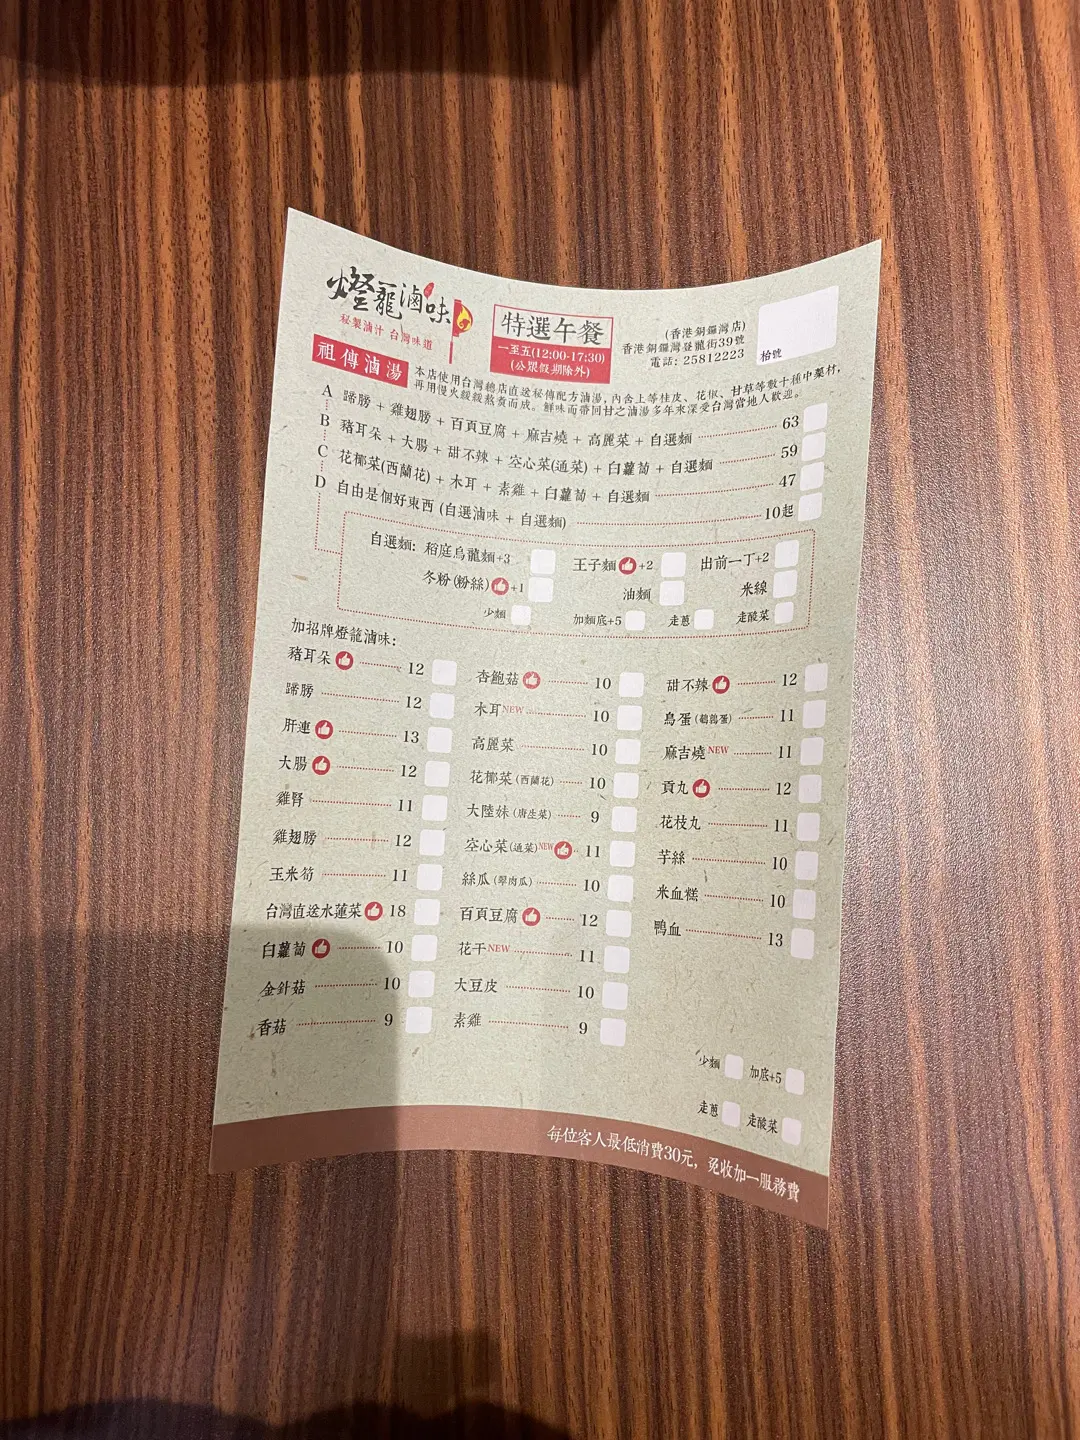 燈籠滷味
秘製滷汁 台灣味道
特選午餐
一至五(12:00-17:30)
(公眾假期除外)
(香港銅鑼灣店)
香港銅鑼灣登龍街39號
電話: 25812223
枱號
祖傳滷湯
本店使用台灣總店直送秘傳配方滷湯, 內含上等桂皮、花椒、甘草等數十種中藥材,
再用慢火緩緩熬煮而成。鮮味而帶回甘之滷湯多年來深受台灣當地人歡迎。
A 蹄膀 + 雞翅膀 + 百頁豆腐 + 麻吉燒 + 高麗菜 + 自選麵 63
B 豬耳朵 + 大腸 + 甜不辣 + 空心菜(通菜) + 白蘿蔔 + 自選麵 59
C 花椰菜(西蘭花) + 木耳 + 素雞 + 白蘿蔔 + 自選麵 47
D 自由是個好東西 (自選滷味 + 自選麵) 10起
自選麵: 稻庭烏龍麵+3 王子麵 +2 出前一丁+2
冬粉(粉絲) +1 油麵 米線
少麵 加麵底+5 走蔥 走酸菜
加招牌燈籠滷味:
豬耳朵 12
蹄膀 12
肝連 13
大腸 12
雞腎 11
雞翅膀 12
玉米筍 11
台灣直送水蓮菜 18
白蘿蔔 10
金針菇 10
香菇 9
杏鮑菇 10
木耳 NEW 10
高麗菜 10
花椰菜 (西蘭花) 10
大陸妹 (唐生菜) 9
空心菜 (通菜) NEW 11
絲瓜 (翠肉瓜) 10
百頁豆腐 12
花干 NEW 11
大豆皮 10
素雞 9
甜不辣 12
鳥蛋 (鵪鶉蛋) 11
麻吉燒 NEW 11
貢丸 12
花枝丸 11
芋絲 10
米血糕 10
鴨血 13
少麵 加底+5
走蔥 走酸菜
每位客人最低消費30元, 免收加一服務費